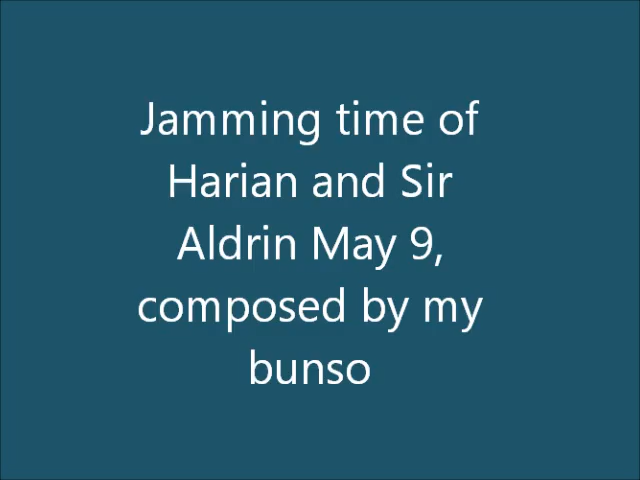 Jamming time of
Harian and Sir
Aldrin May 9,
composed by my
bunso